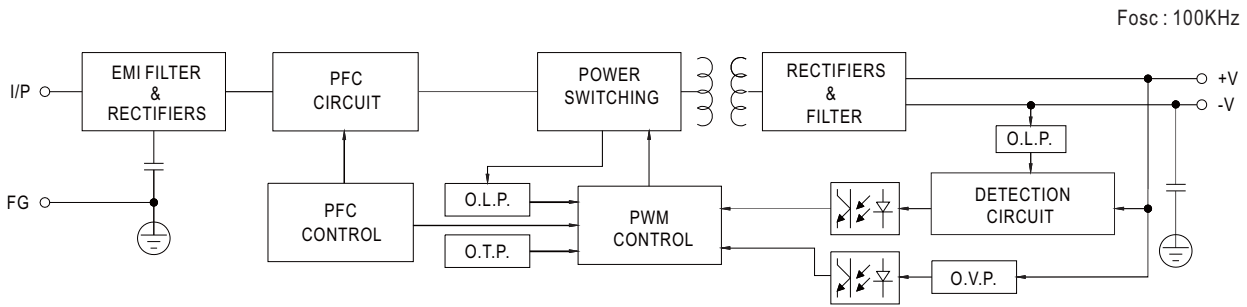 Fosc : 100KHz
I/P
EMI FILTER
&
RECTIFIERS
PFC
CIRCUIT
POWER
SWITCHING
RECTIFIERS
&
FILTER
+V
-V
O.L.P.
FG
PFC
CONTROL
O.L.P.
O.T.P.
PWM
CONTROL
DETECTION
CIRCUIT
O.V.P.